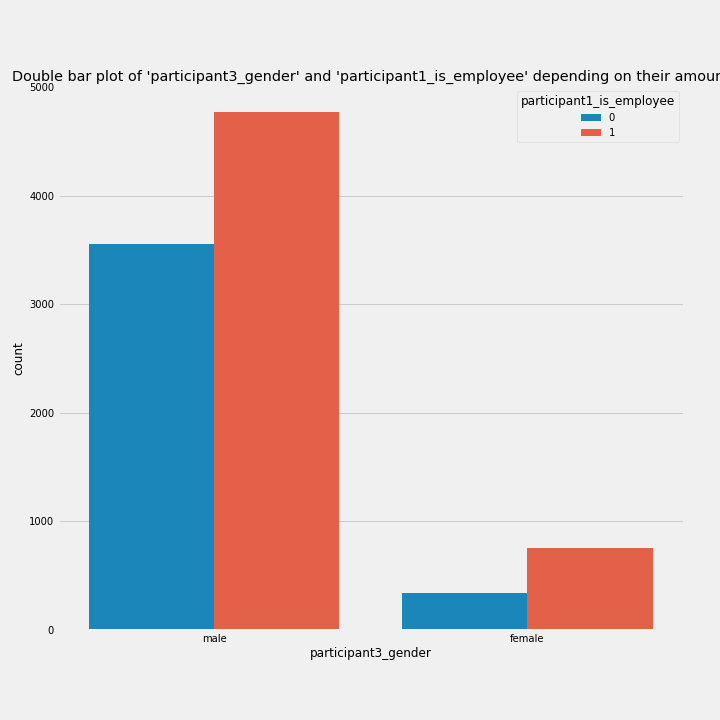 Double bar plot of 'participant3_gender' and 'participant1_is_employee' depending on their
5000
participant1_is_employee
0
1
4000
3000
count
2000
1000
0
male
female
participant3_gender